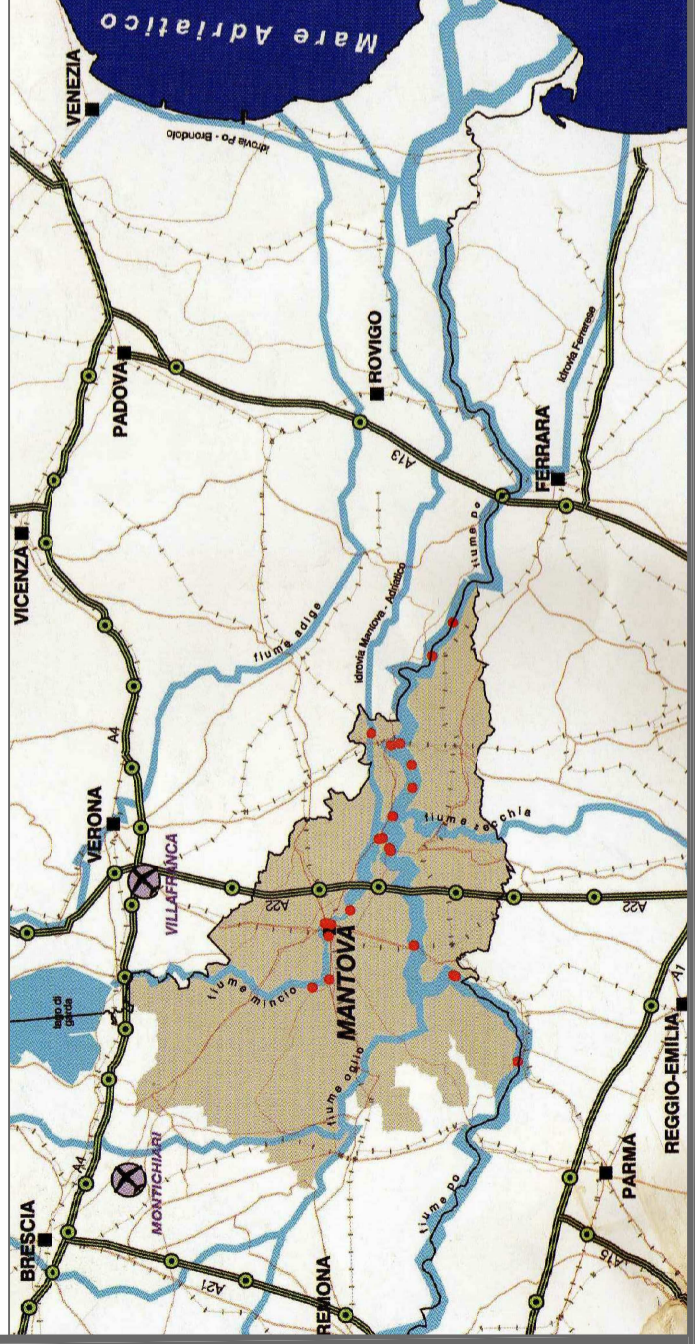 Mare Adriatico
VENEZIA
idrovia Po - Brondolo
PADOVA
ROVIGO
idrovia Ferrarese
FERRARA
A13
VICENZA
fiume po
fiume adige
idrovia Mantova - Adriatico
A4
VERONA
VILLAFRANCA
fiume secchia
A22
A22
MANTOVA
fiume mincio
lago di
garda
fiume oglio
A1
REGGIO-EMILIA
A4
MONTICHIARI
PARMA
fiume po
BRESCIA
A21
REMONA
A15